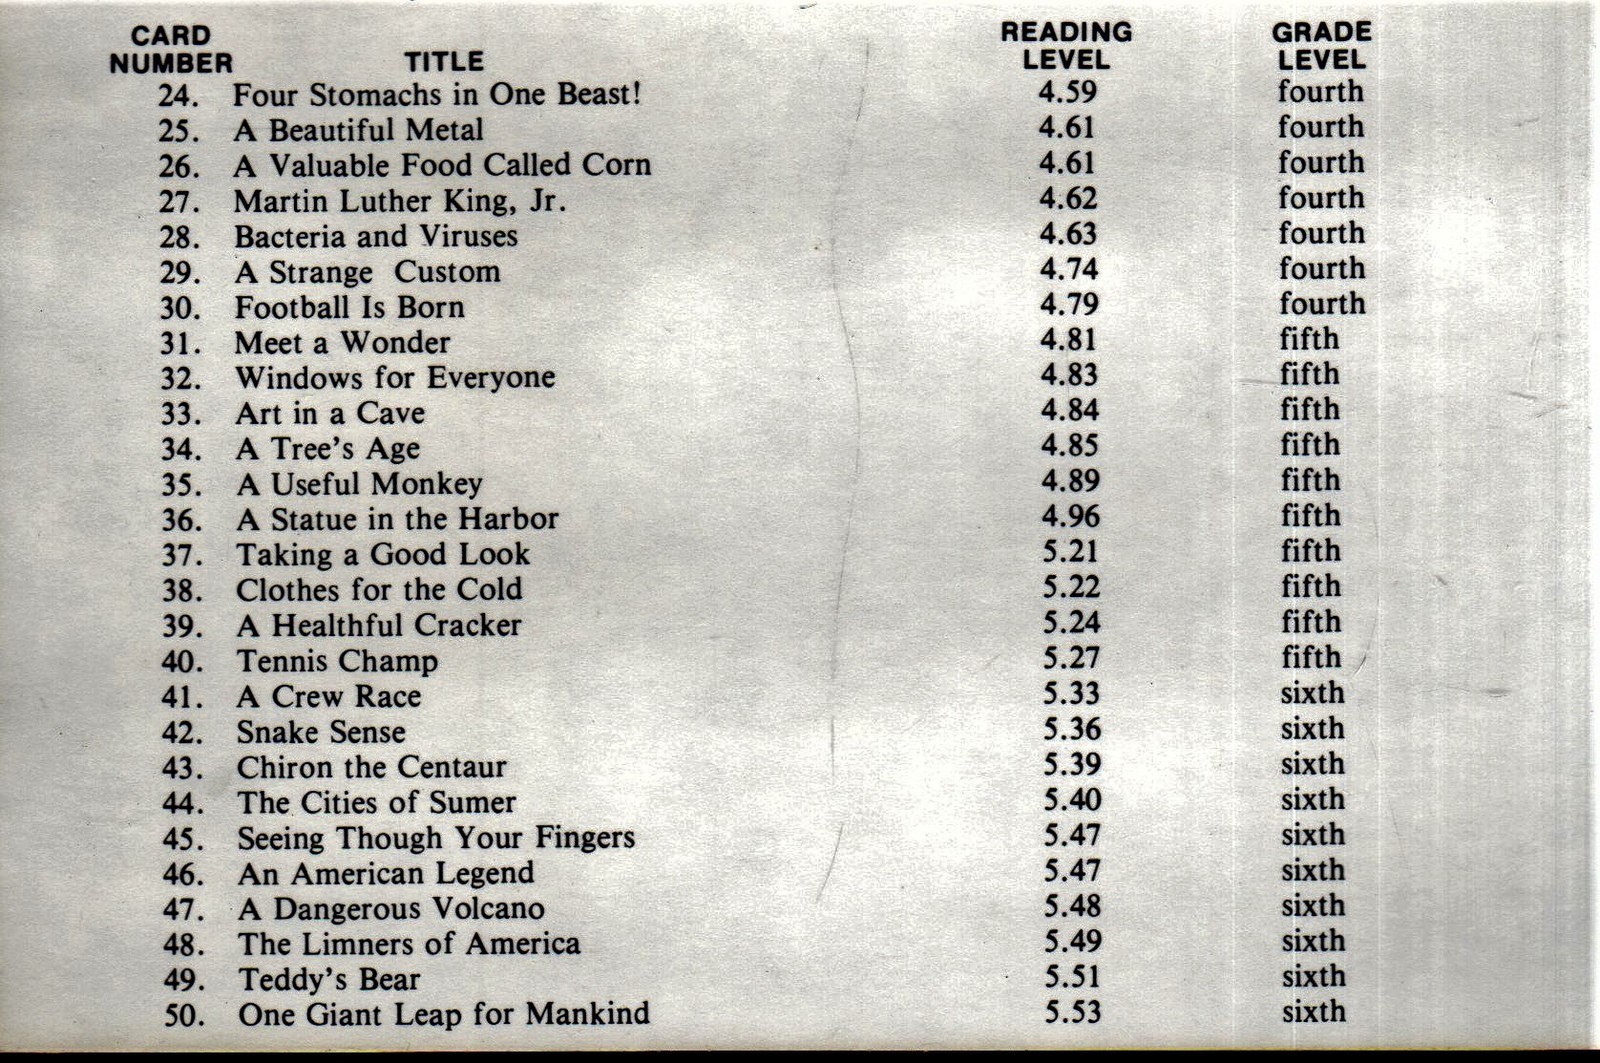 CARD NUMBER TITLE READING LEVEL GRADE LEVEL
24. Four Stomachs in One Beast! 4.59 fourth
25. A Beautiful Metal 4.61 fourth
26. A Valuable Food Called Corn 4.61 fourth
27. Martin Luther King, Jr. 4.62 fourth
28. Bacteria and Viruses 4.63 fourth
29. A Strange Custom 4.74 fourth
30. Football Is Born 4.79 fourth
31. Meet a Wonder 4.81 fifth
32. Windows for Everyone 4.83 fifth
33. Art in a Cave 4.84 fifth
34. A Tree's Age 4.85 fifth
35. A Useful Monkey 4.89 fifth
36. A Statue in the Harbor 4.96 fifth
37. Taking a Good Look 5.21 fifth
38. Clothes for the Cold 5.22 fifth
39. A Healthful Cracker 5.24 fifth
40. Tennis Champ 5.27 fifth
41. A Crew Race 5.33 sixth
42. Snake Sense 5.36 sixth
43. Chiron the Centaur 5.39 sixth
44. The Cities of Sumer 5.40 sixth
45. Seeing Though Your Fingers 5.47 sixth
46. An American Legend 5.47 sixth
47. A Dangerous Volcano 5.48 sixth
48. The Limners of America 5.49 sixth
49. Teddy's Bear 5.51 sixth
50. One Giant Leap for Mankind 5.53 sixth